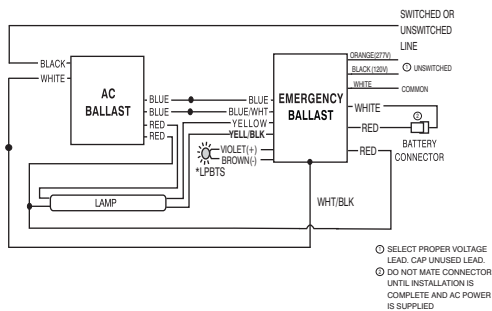 SWITCHED OR
UNSWITCHED
LINE
ORANGE(277V)
BLACK (120V)
① UNSWITCHED
WHITE
COMMON
BLACK
WHITE
AC
BALLAST
BLUE
BLUE
RED
RED
BLUE
BLUE/WHT
YELLOW
YELL/BLK
VIOLET(+)
BROWN(-)
*LPBTS
EMERGENCY
BALLAST
WHITE
②
RED
BATTERY
CONNECTOR
RED
LAMP
WHT/BLK
① SELECT PROPER VOLTAGE
LEAD. CAP UNUSED LEAD.
② DO NOT MATE CONNECTOR
UNTIL INSTALLATION IS
COMPLETE AND AC POWER
IS SUPPLIED